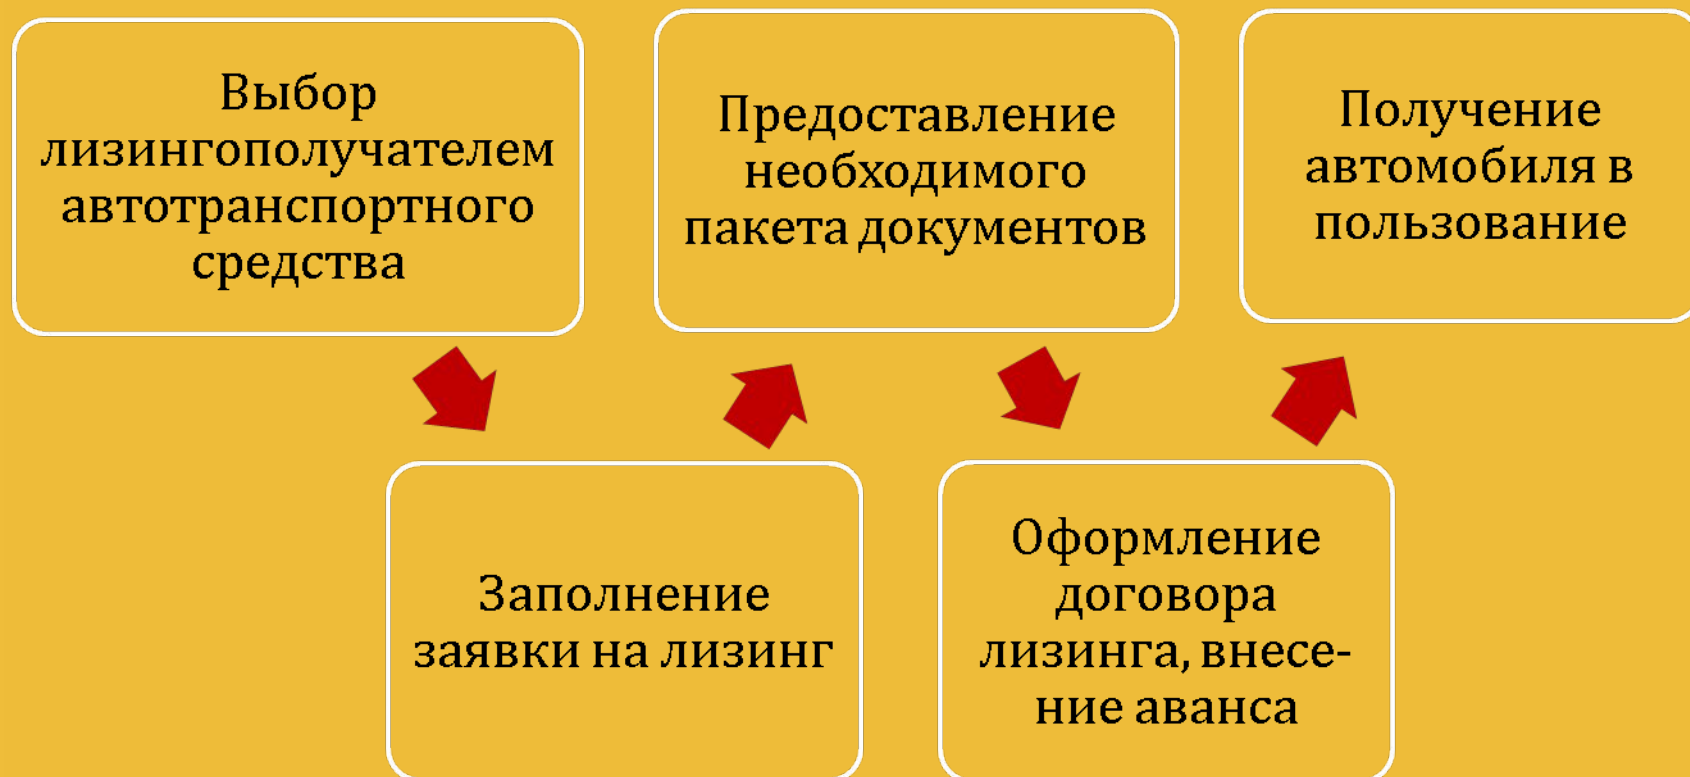 Выбор
лизингополучателем
автотранспортного
средства
Заполнение
заявки на лизинг
Предоставление
необходимого
пакета документов
Оформление
договора
лизинга, внесе-
ние аванса
Получение
автомобиля в
пользование